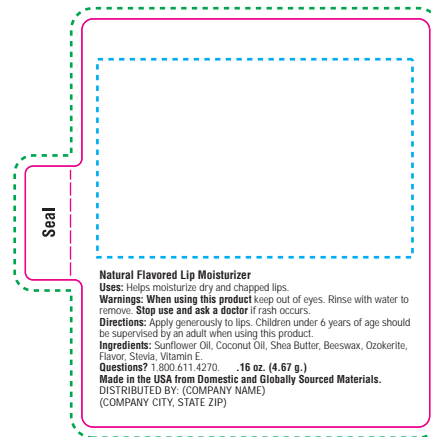 Seal
Natural Flavored Lip Moisturizer
Uses: Helps moisturize dry and chapped lips.
Warnings: When using this product keep out of eyes. Rinse with water to
remove. Stop use and ask a doctor if rash occurs.
Directions: Apply generously to lips. Children under 6 years of age should
be supervised by an adult when using this product.
Ingredients: Sunflower Oil, Coconut Oil, Shea Butter, Beeswax, Ozokerite,
Flavor, Stevia, Vitamin E.
Questions? 1.800.611.4270. .16 oz. (4.67 g.)
Made in the USA from Domestic and Globally Sourced Materials.
DISTRIBUTED BY: (COMPANY NAME)
(COMPANY CITY, STATE ZIP)